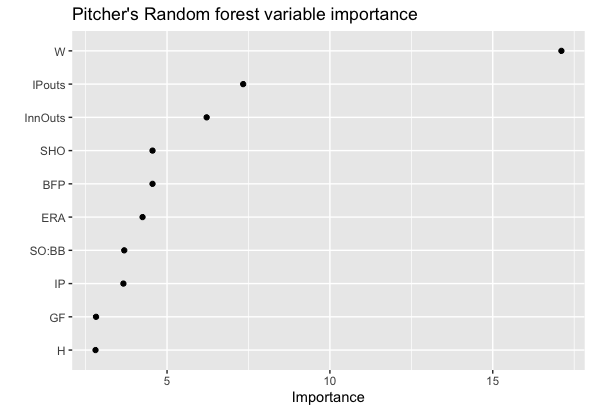 Pitcher's Random forest variable importance
W
IPouts
InnOuts
SHO
BFP
ERA
SO:BB
IP
GF
H
5 10 15
Importance